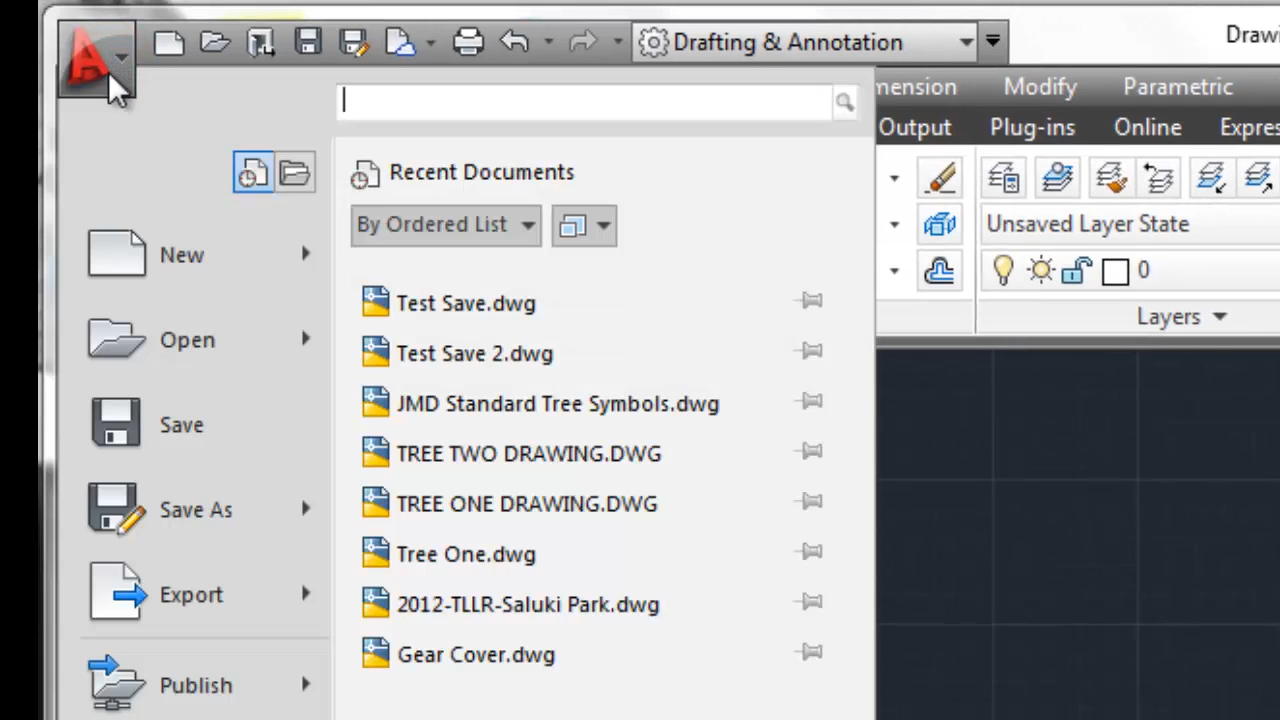 Drafting & Annotation
Drawi
mension Modify Parametric
Output Plug-ins Online Expres
Recent Documents
By Ordered List
Unsaved Layer State
0
Layers
New
Open
Save
Save As
Export
Publish
Test Save.dwg
Test Save 2.dwg
JMD Standard Tree Symbols.dwg
TREE TWO DRAWING.DWG
TREE ONE DRAWING.DWG
Tree One.dwg
2012-TLLR-Saluki Park.dwg
Gear Cover.dwg